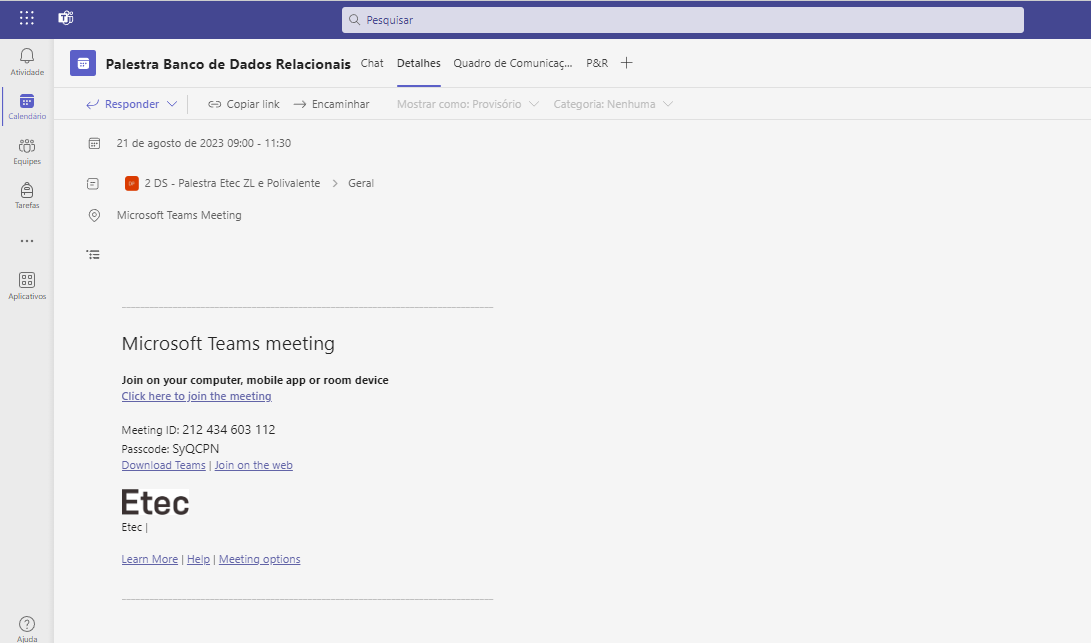 Pesquisar
Atividade
Calendário
Equipes
Tarefas
Aplicativos
Ajuda
Palestra Banco de Dados Relacionais Chat Detalhes Quadro de Comunicaç... P&R
Responder Copiar link Encaminhar Mostrar como: Provisório Categoria: Nenhuma
21 de agosto de 2023 09:00 - 11:30
2 DS - Palestra Etec ZL e Polivalente > Geral
Microsoft Teams Meeting
Microsoft Teams meeting
Join on your computer, mobile app or room device
Click here to join the meeting
Meeting ID: 212 434 603 112
Passcode: SyQCPN
Download Teams | Join on the web
Etec
Etec |
Learn More | Help | Meeting options